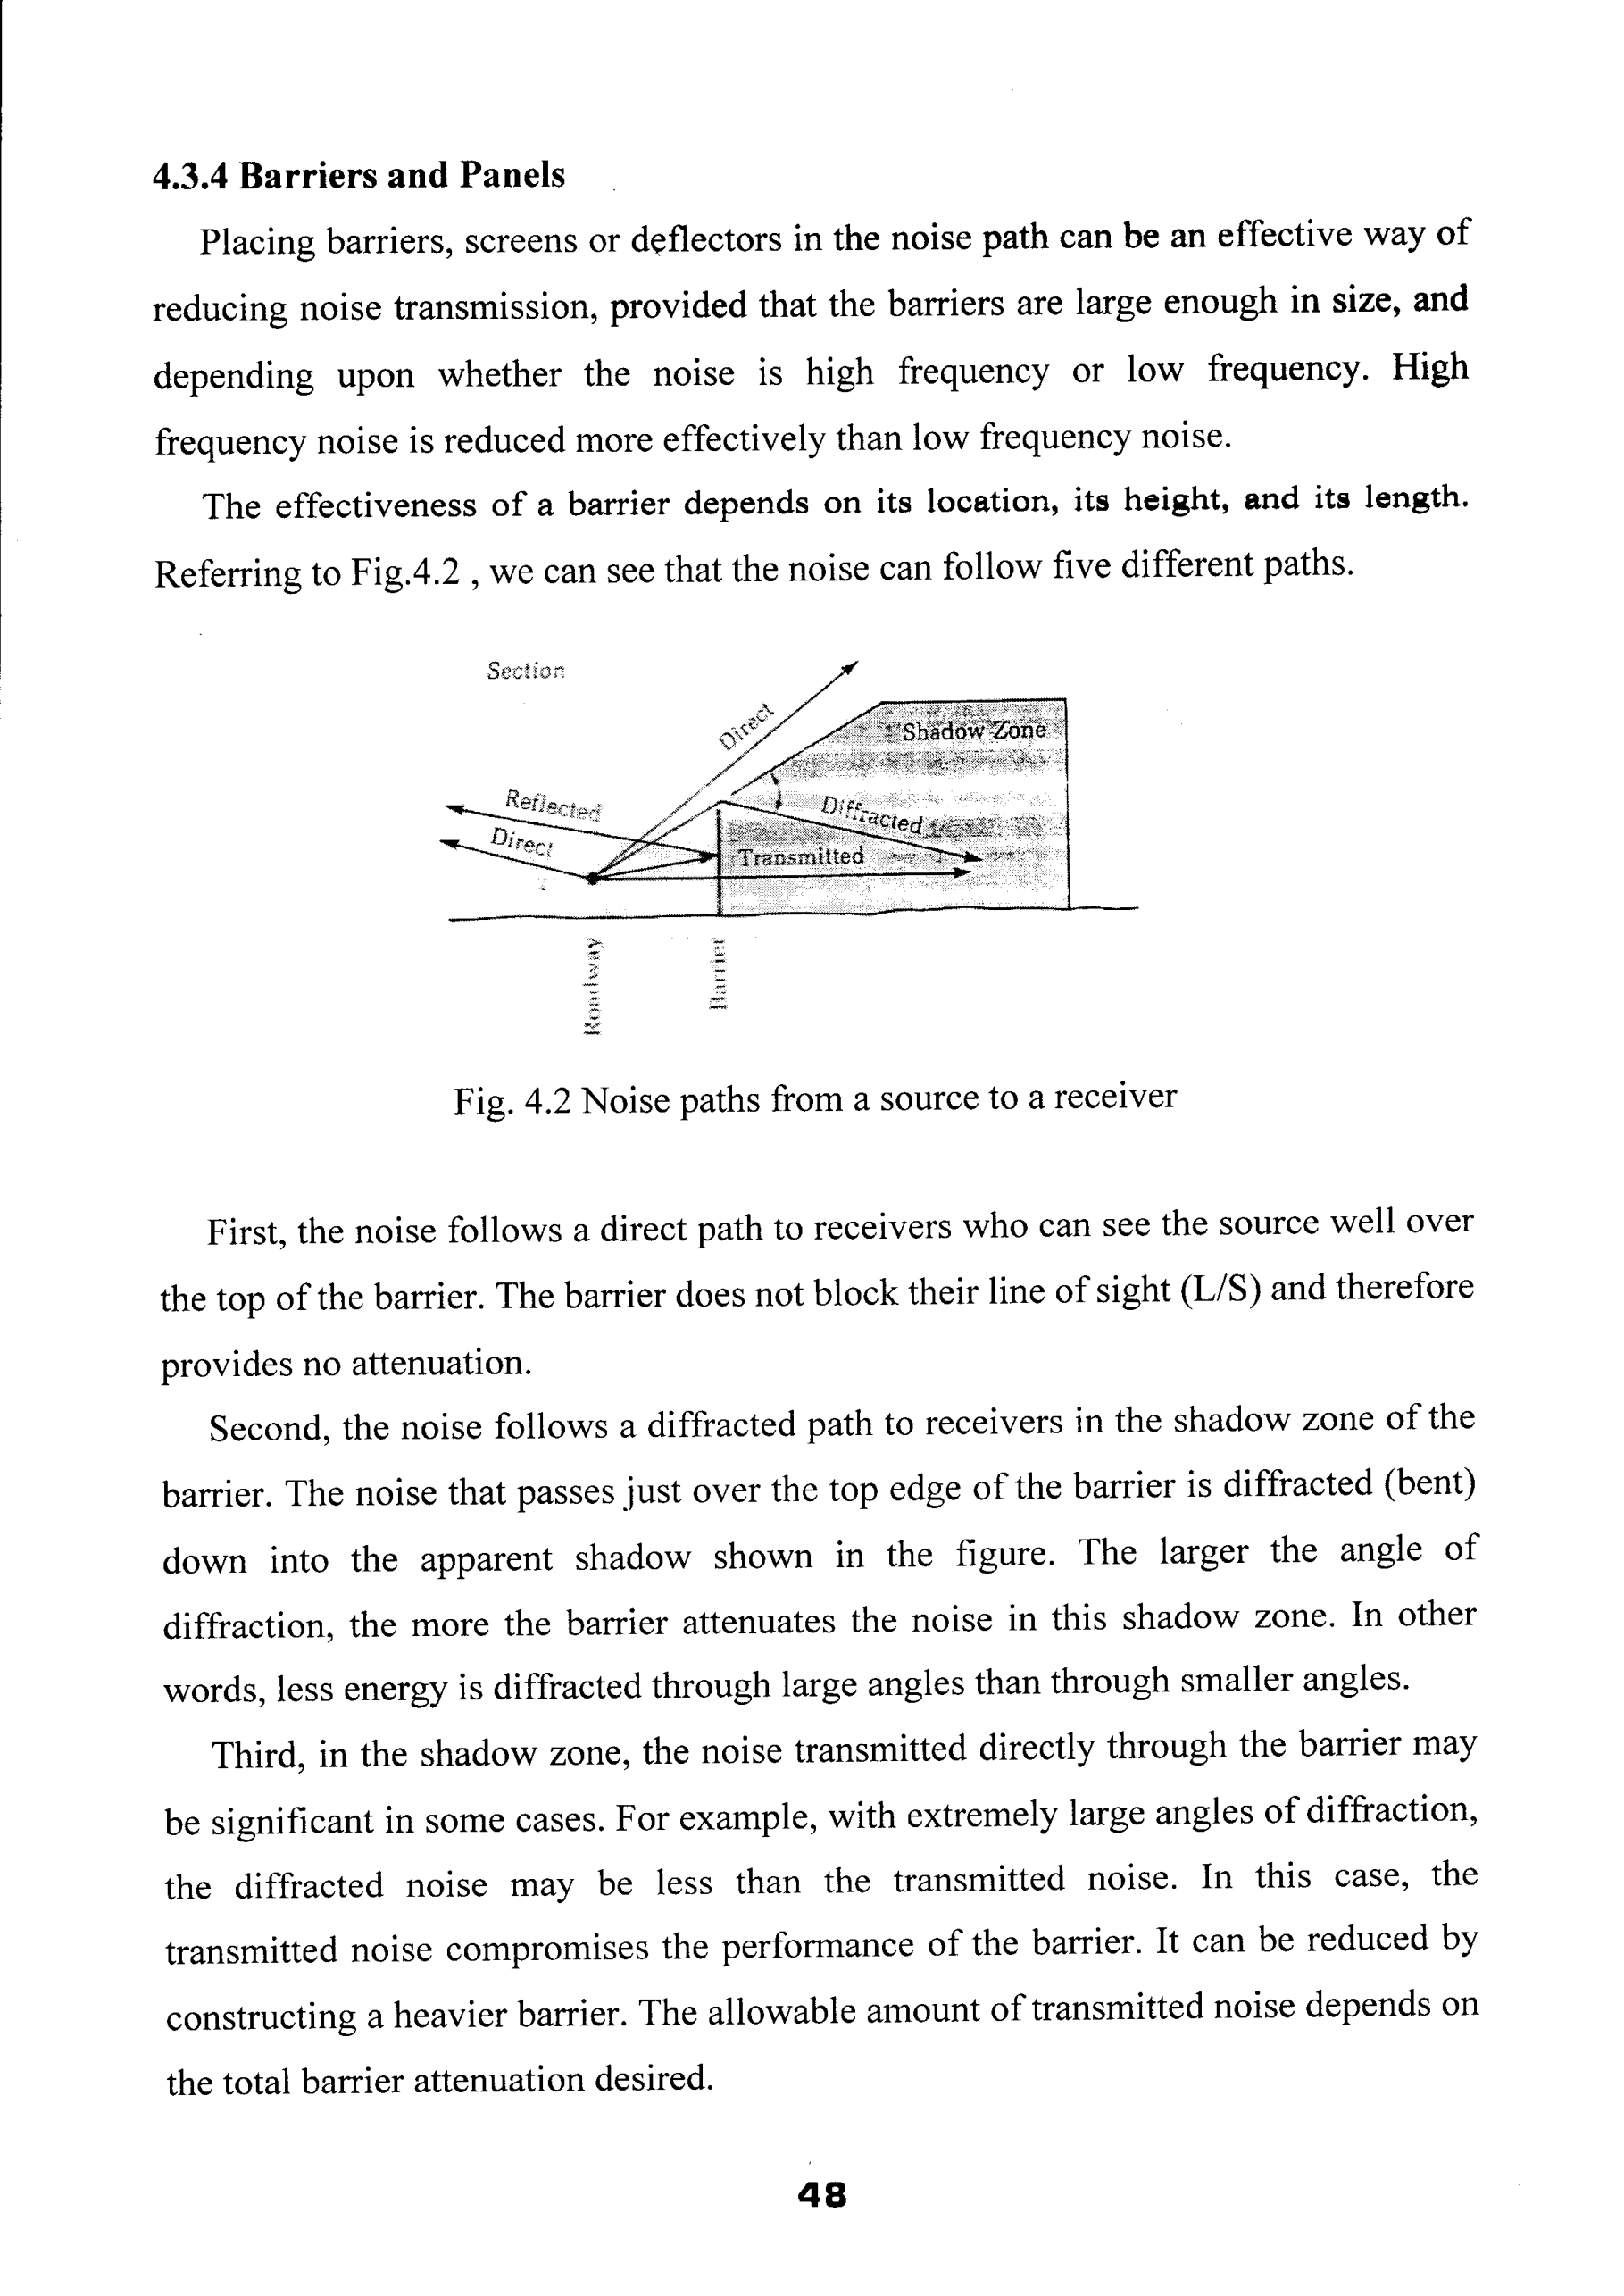 4.3.4 Barriers and Panels
Placing barriers, screens or deflectors in the noise path can be an effective way of
reducing noise transmission, provided that the barriers are large enough in size, and
depending upon whether the noise is high frequency or low frequency. High
frequency noise is reduced more effectively than low frequency noise.
The effectiveness of a barrier depends on its location, its height, and its length.
Referring to Fig.4.2 , we can see that the noise can follow five different paths.
Section
Direct
Shadow Zone
Reflected
Diffracted
Direct
Transmitted
Roadway
Barrier
Fig. 4.2 Noise paths from a source to a receiver
First, the noise follows a direct path to receivers who can see the source well over
the top of the barrier. The barrier does not block their line of sight (L/S) and therefore
provides no attenuation.
Second, the noise follows a diffracted path to receivers in the shadow zone of the
barrier. The noise that passes just over the top edge of the barrier is diffracted (bent)
down into the apparent shadow shown in the figure. The larger the angle of
diffraction, the more the barrier attenuates the noise in this shadow zone. In other
words, less energy is diffracted through large angles than through smaller angles.
Third, in the shadow zone, the noise transmitted directly through the barrier may
be significant in some cases. For example, with extremely large angles of diffraction,
the diffracted noise may be less than the transmitted noise. In this case, the
transmitted noise compromises the performance of the barrier. It can be reduced by
constructing a heavier barrier. The allowable amount of transmitted noise depends on
the total barrier attenuation desired.
48